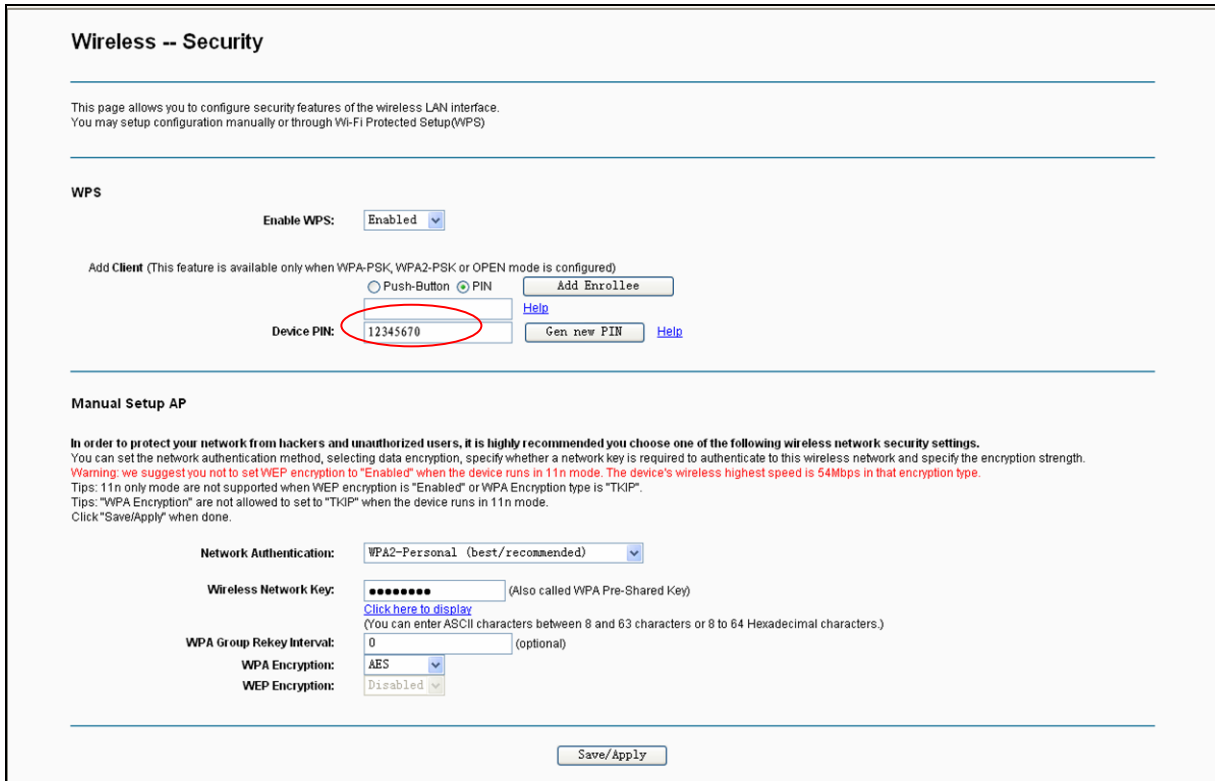 Wireless -- Security
This page allows you to configure security features of the wireless LAN interface.
You may setup configuration manually or through Wi-Fi Protected Setup(WPS)
WPS
Enable WPS: Enabled
Add Client (This feature is available only when WPA-PSK, WPA2-PSK or OPEN mode is configured)
Push-Button PIN Add Enrollee
Help
Device PIN: 12345670 Gen new PIN Help
Manual Setup AP
In order to protect your network from hackers and unauthorized users, it is highly recommended you choose one of the following wireless network security settings.
You can set the network authentication method, selecting data encryption, specify whether a network key is required to authenticate to this wireless network and specify the encryption strength.
Warning: we suggest you not to set WEP encryption to "Enabled" when the device runs in 11n mode. The device's wireless highest speed is 54Mbps in that encryption type.
Tips: 11n only mode are not supported when WEP encryption is "Enabled" or WPA Encryption type is "TKIP".
Tips: "WPA Encryption" are not allowed to set to "TKIP" when the device runs in 11n mode.
Click "Save/Apply" when done.
Network Authentication: WPA2-Personal (best/recommended)
Wireless Network Key: ●●●●●●●● (Also called WPA Pre-Shared Key)
Click here to display
(You can enter ASCII characters between 8 and 63 characters or 8 to 64 Hexadecimal characters.)
WPA Group Rekey Interval: 0 (optional)
WPA Encryption: AES
WEP Encryption: Disabled
Save/Apply